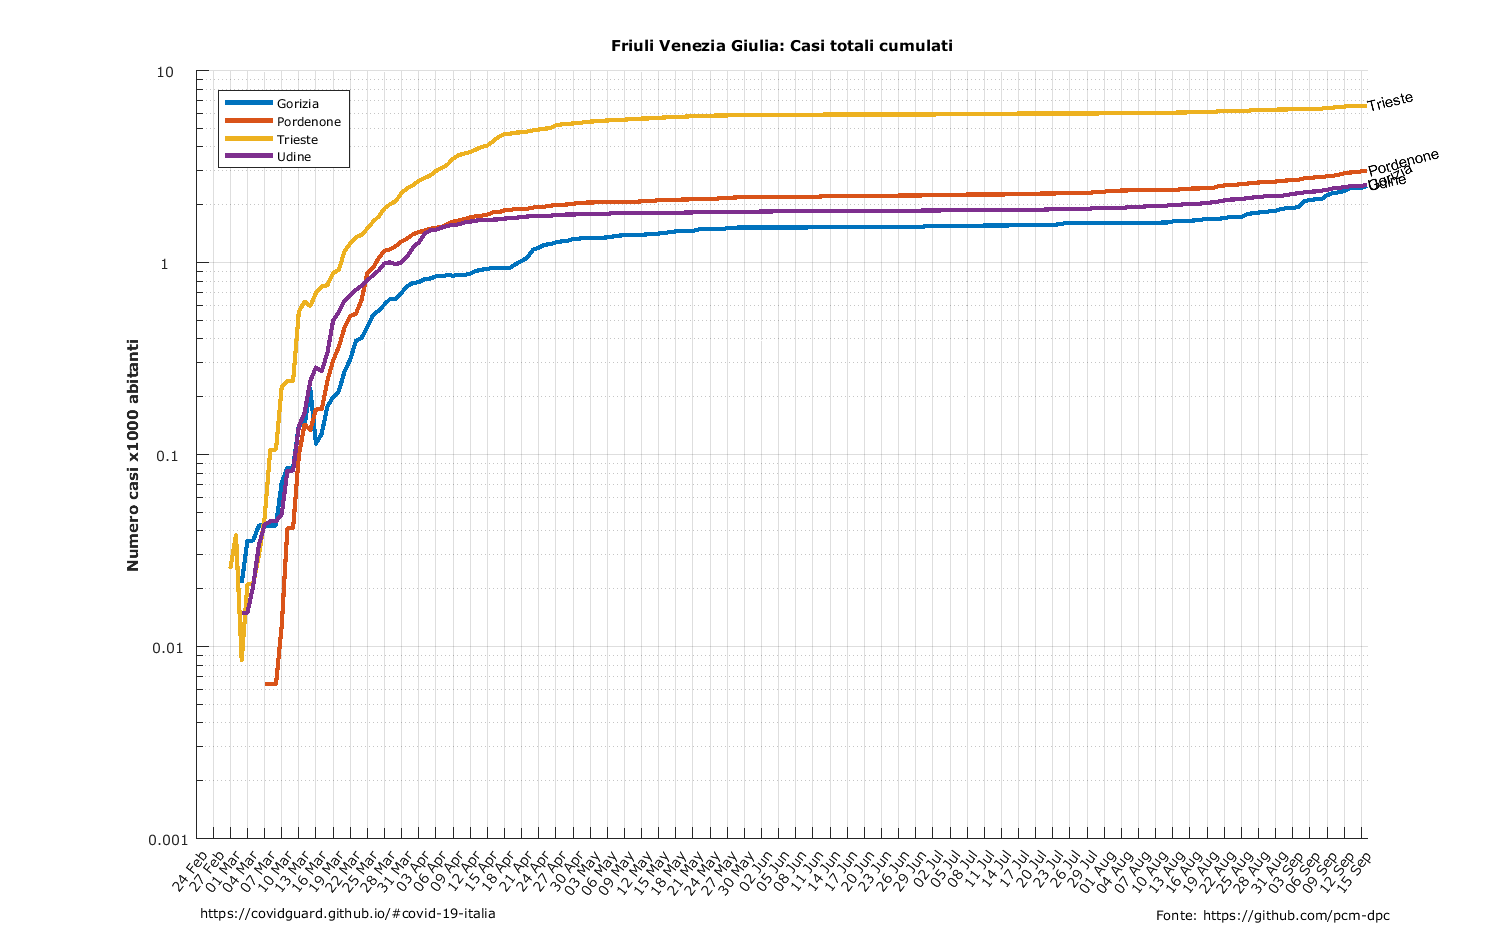 Friuli Venezia Giulia: Casi totali cumulati
10
1
0.1
0.01
0.001
Numero casi x1000 abitanti
Gorizia
Pordenone
Trieste
Udine
Trieste
Pordenone
Gorizia
Udine
24 Feb
27 Feb
01 Mar
04 Mar
07 Mar
10 Mar
13 Mar
16 Mar
19 Mar
22 Mar
25 Mar
28 Mar
31 Mar
03 Apr
06 Apr
09 Apr
12 Apr
15 Apr
18 Apr
21 Apr
24 Apr
27 Apr
30 Apr
03 May
06 May
09 May
12 May
15 May
18 May
21 May
24 May
27 May
30 May
02 Jun
05 Jun
08 Jun
11 Jun
14 Jun
17 Jun
20 Jun
23 Jun
26 Jun
29 Jun
02 Jul
05 Jul
08 Jul
11 Jul
14 Jul
17 Jul
20 Jul
23 Jul
26 Jul
29 Jul
01 Aug
04 Aug
07 Aug
10 Aug
13 Aug
16 Aug
19 Aug
22 Aug
25 Aug
28 Aug
31 Aug
03 Sep
06 Sep
09 Sep
12 Sep
15 Sep
https://covidguard.github.io/#covid-19-italia
Fonte: https://github.com/pcm-dpc